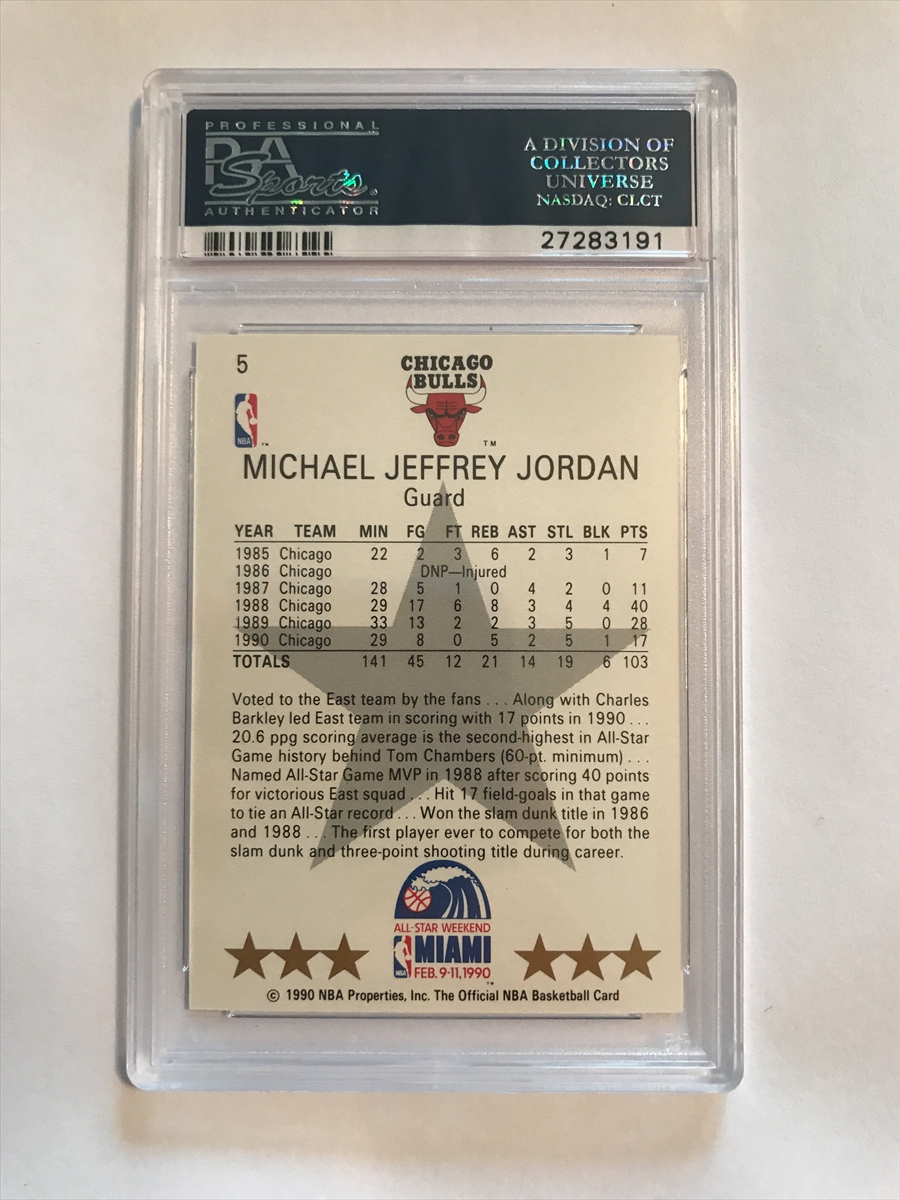 PROFESSIONAL
PSA
Sports
AUTHENTICATOR
A DIVISION OF
COLLECTORS
UNIVERSE
NASDAQ: CLCT
27283191
5
CHICAGO
BULLS
NBA
TM
MICHAEL JEFFREY JORDAN
Guard
YEAR TEAM MIN FG FT REB AST STL BLK PTS
1985 Chicago 22 2 3 6 2 3 1 7
1986 Chicago DNP—Injured
1987 Chicago 28 5 1 0 4 2 0 11
1988 Chicago 29 17 6 8 3 4 4 40
1989 Chicago 33 13 2 2 3 5 0 28
1990 Chicago 29 8 0 5 2 5 1 17
TOTALS 141 45 12 21 14 19 6 103
Voted to the East team by the fans . . . Along with Charles
Barkley led East team in scoring with 17 points in 1990 . . .
20.6 ppg scoring average is the second-highest in All-Star
Game history behind Tom Chambers (60-pt. minimum) . . .
Named All-Star Game MVP in 1988 after scoring 40 points
for victorious East squad . . . Hit 17 field-goals in that game
to tie an All-Star record . . . Won the slam dunk title in 1986
and 1988 . . . The first player ever to compete for both the
slam dunk and three-point shooting title during career.
ALL-STAR WEEKEND
MIAMI
NBA
FEB. 9-11, 1990
© 1990 NBA Properties, Inc. The Official NBA Basketball Card